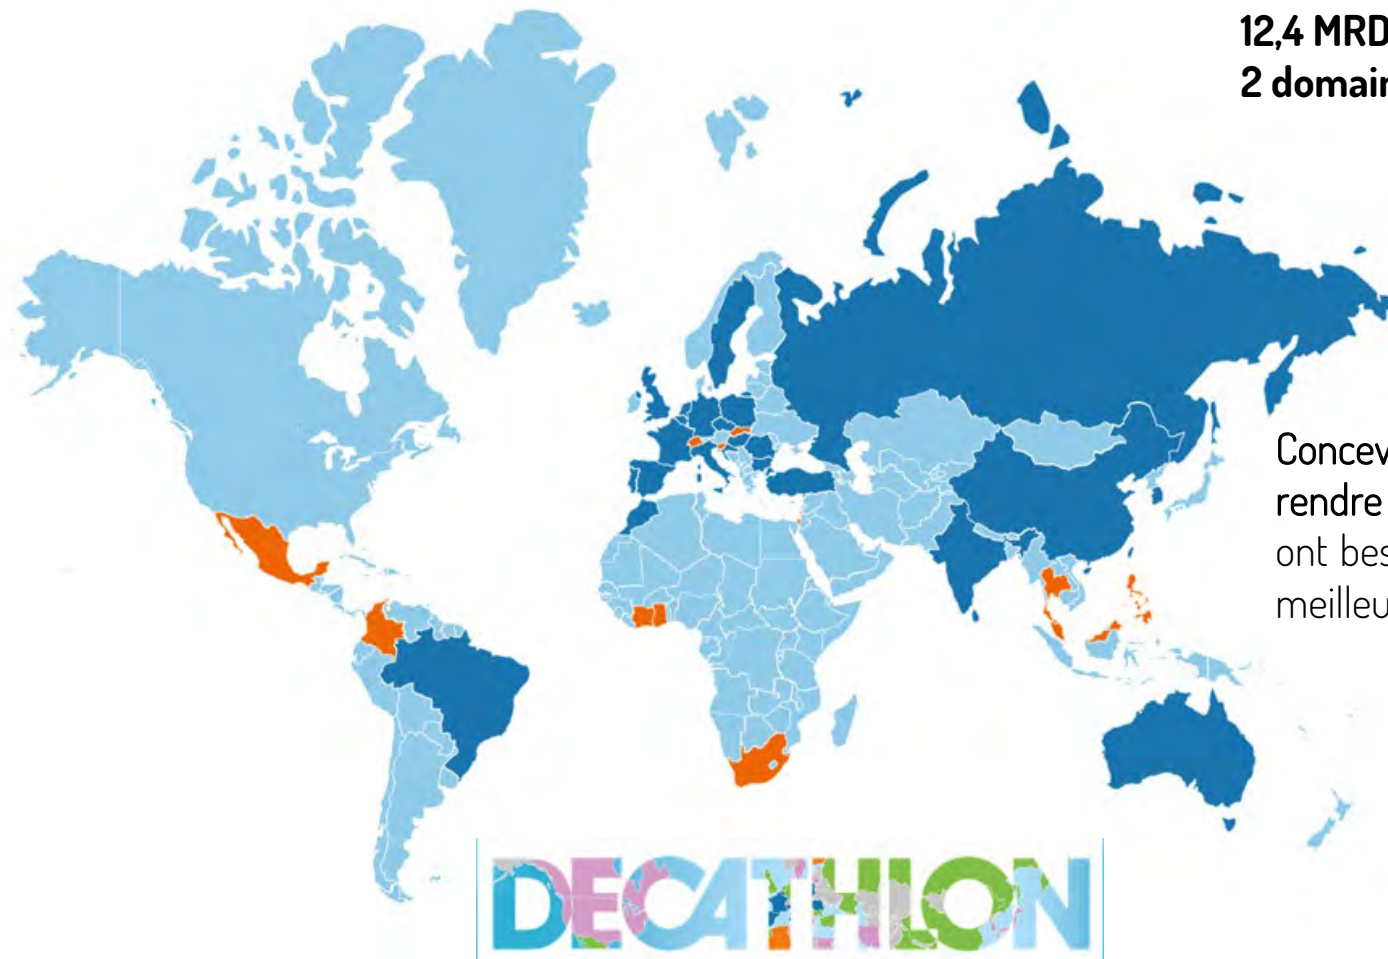 12,4 MRD
2 domain
Concev
rendre
ont bes
meilleu
DECATHLON